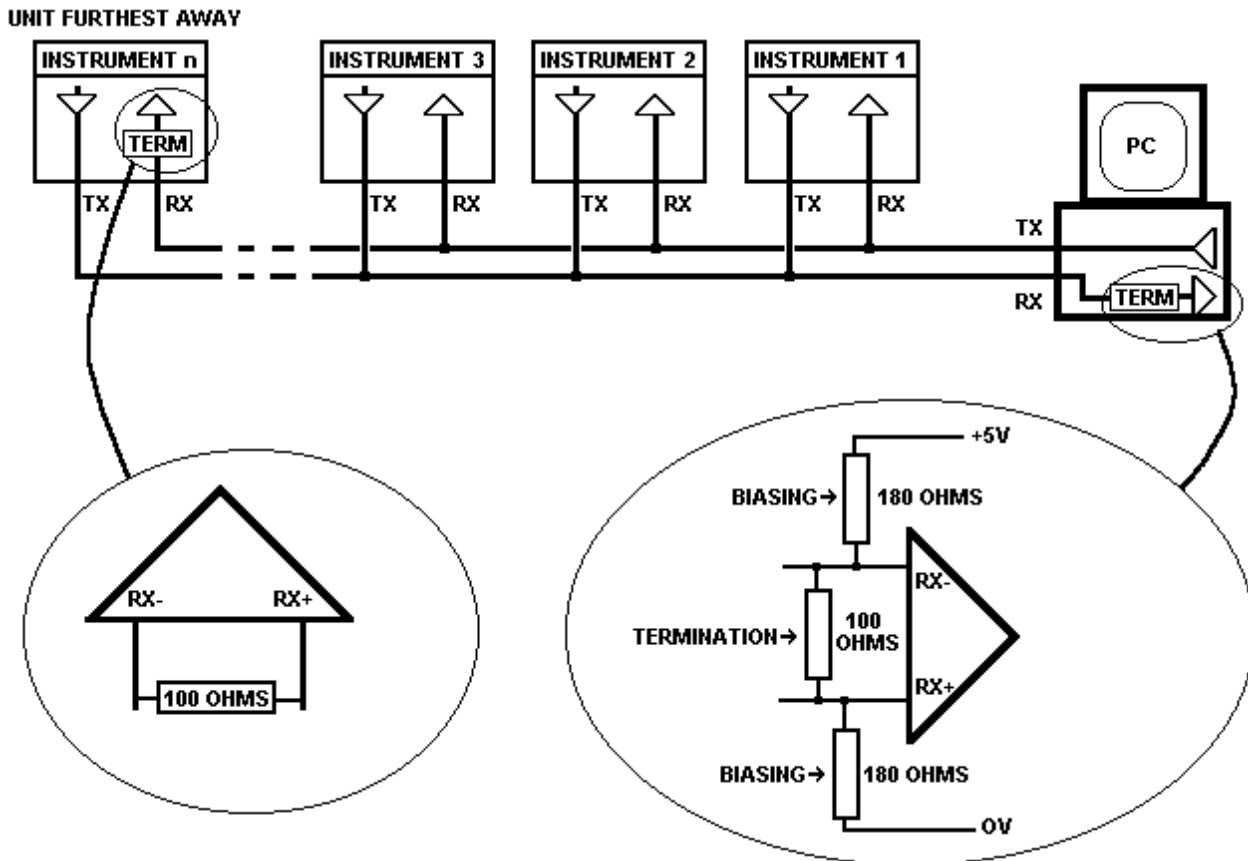 UNIT FURTHEST AWAY
INSTRUMENT n
INSTRUMENT 3
INSTRUMENT 2
INSTRUMENT 1
PC
TERM
TX
RX
TX
RX
TX
RX
TX
RX
TX
RX
TERM
+5V
BIASING→
180 OHMS
RX-
RX+
100 OHMS
RX-
TERMINATION→
100
OHMS
RX+
BIASING→
180 OHMS
0V